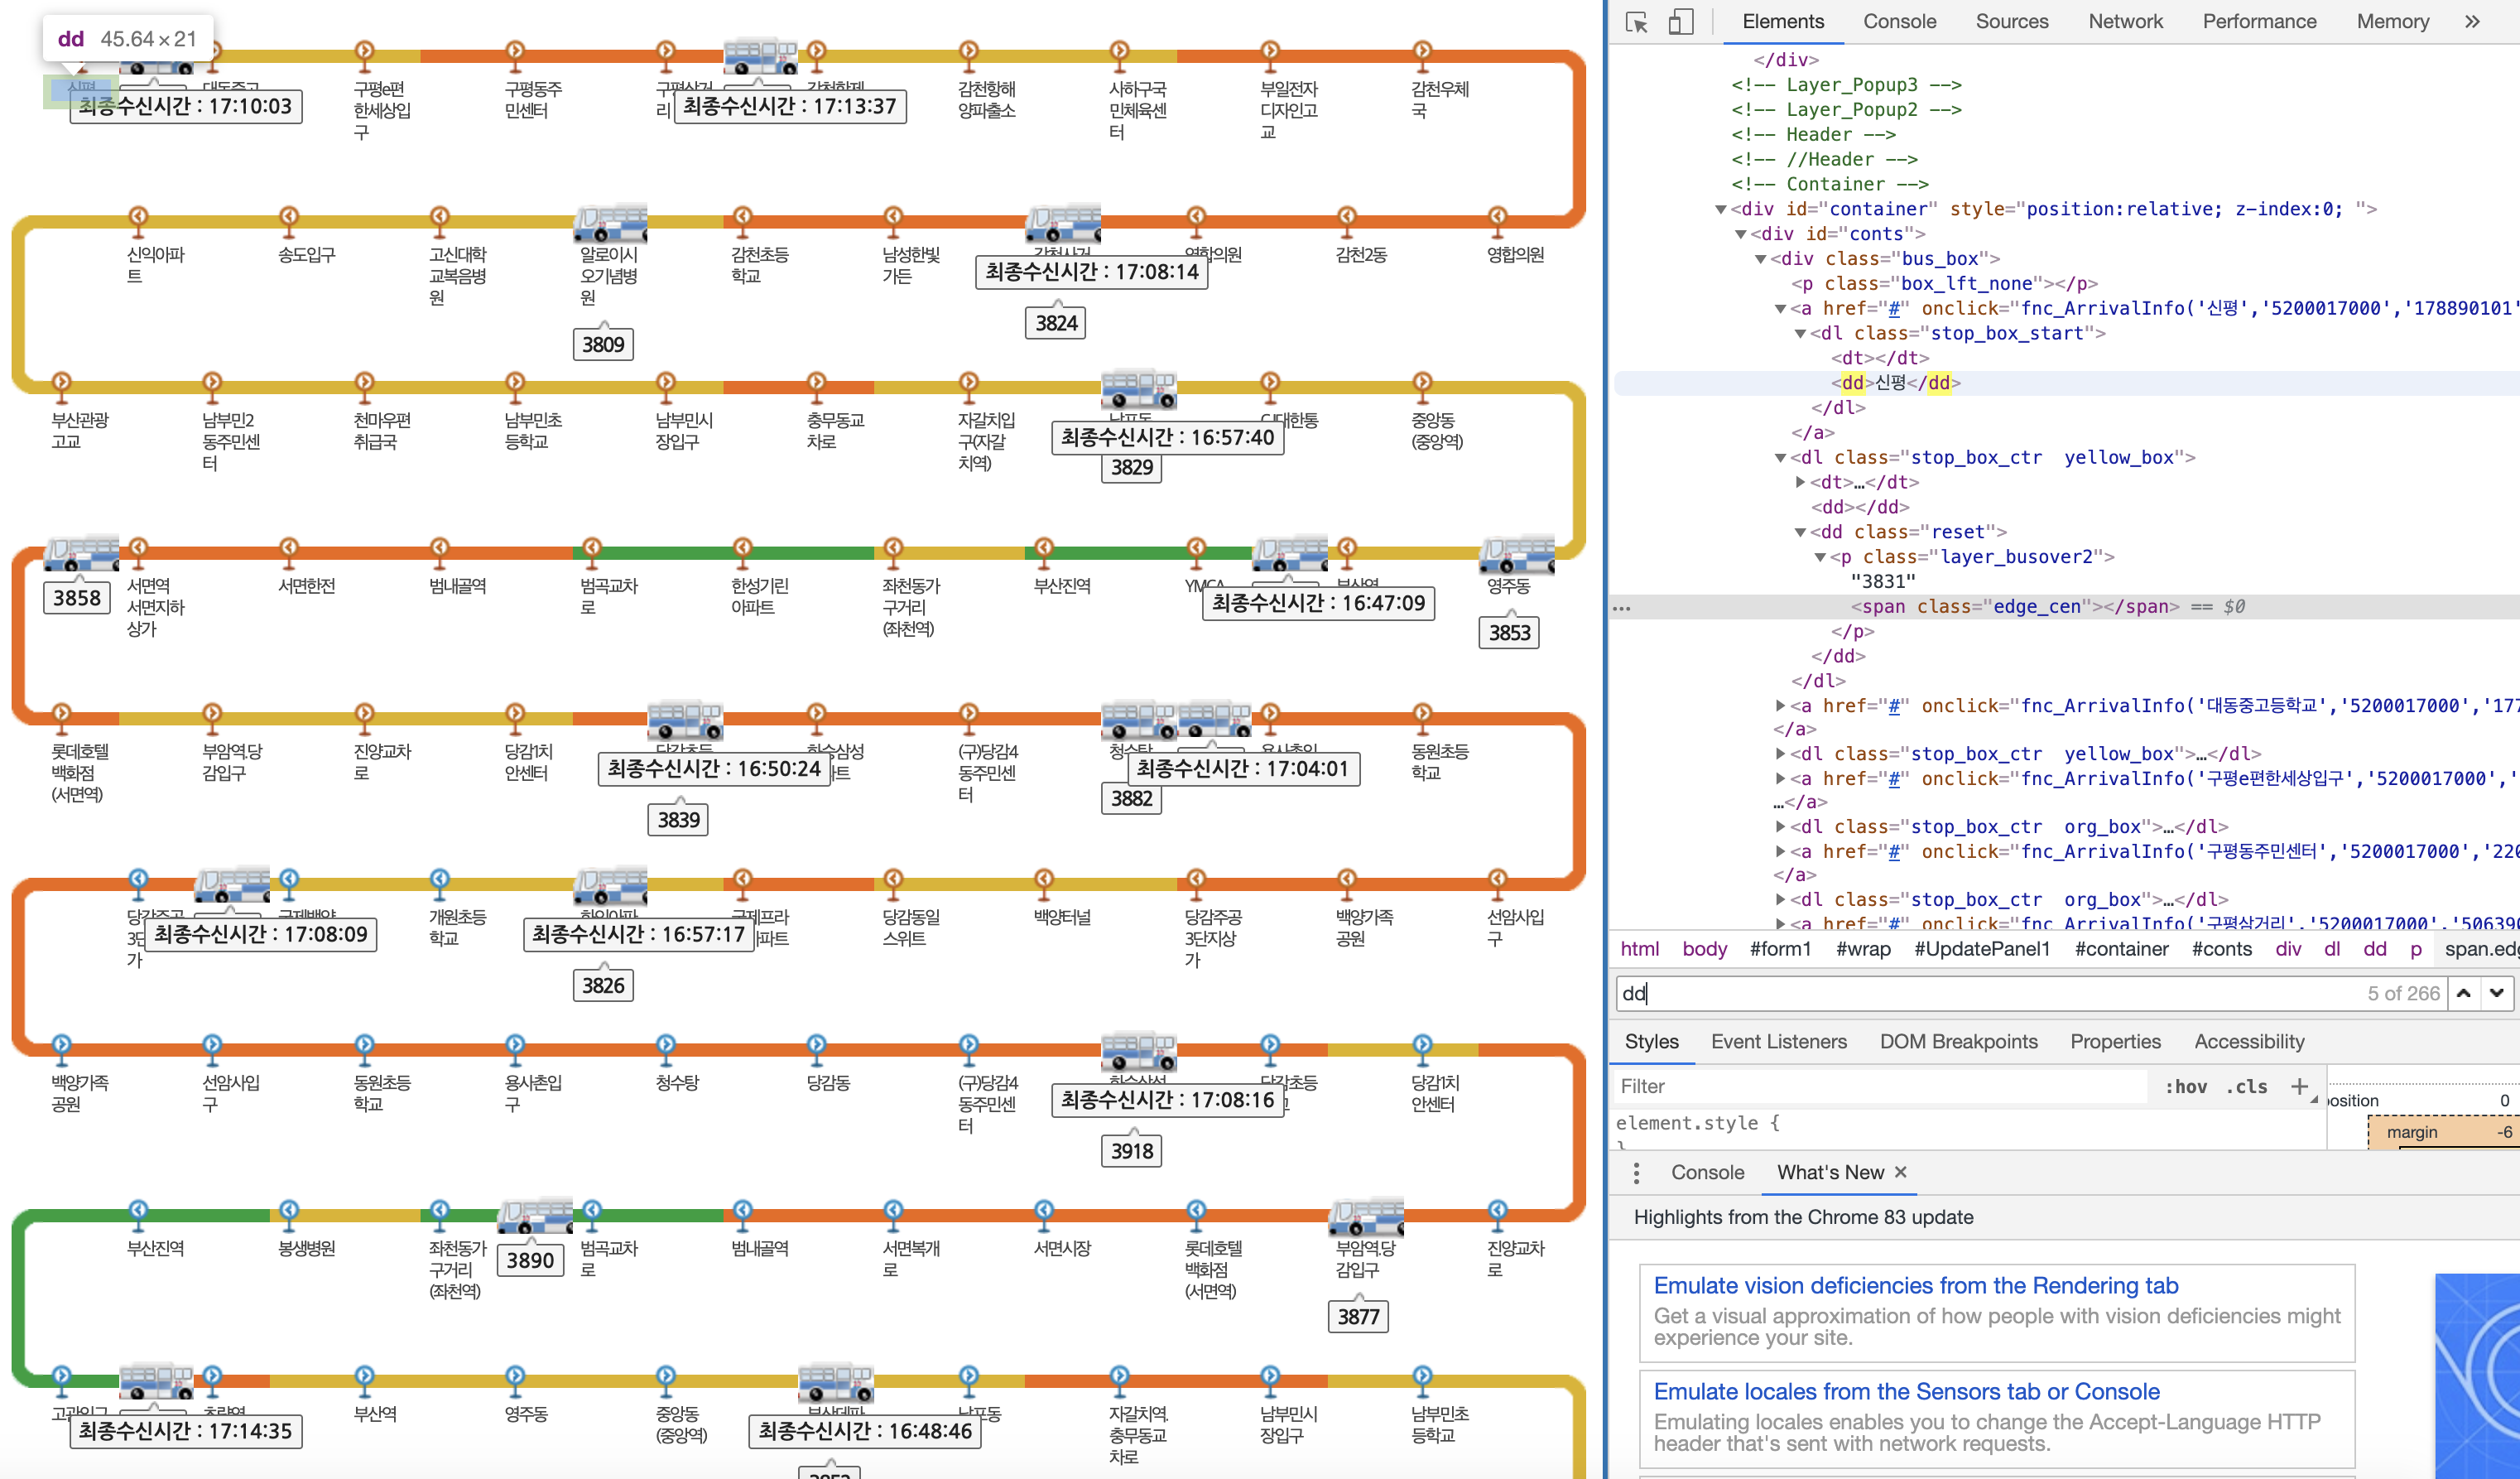 dd 45.64 × 21
신평
최종수신시간 : 17:10:03
구평e편
한세상입
구
구평동주
민센터
최종수신시간 : 17:13:37
감천항해
양파출소
사하구국
민체육센
터
부일전자
디자인고
교
감천우체
국
신익아파
트
송도입구
고신대학
교복음병
원
알로이시
오기념병
원
3809
감천초등
학교
남성한빛
가든
최종수신시간 : 17:08:14
3824
감천2동
영합의원
부산관광
고교
남부민2
동주민센
터
천마우편
취급국
남부민초
등학교
남부민시
장입구
충무동교
차로
자갈치입
구(자갈
치역)
최종수신시간 : 16:57:40
3829
중앙동
(중앙역)
3858
서면역
서면지하
상가
서면한전
범내골역
범곡교차
로
한성기린
아파트
좌천동가
구거리
(좌천역)
부산진역
YMCA
최종수신시간 : 16:47:09
영주동
3853
롯데호텔
백화점
(서면역)
부암역.당
감입구
진양교차
로
당감1치
안센터
최종수신시간 : 16:50:24
3839
(구)당감4
동주민센
터
청수탕
3882
최종수신시간 : 17:04:01
동원초등
학교
최종수신시간 : 17:08:09
개원초등
학교
최종수신시간 : 16:57:17
3826
당감동일
스위트
백양터널
당감주공
3단지상
가
백양가족
공원
선암사입
구
백양가족
공원
선암사입
구
동원초등
학교
용사촌입
구
청수탕
당감동
(구)당감4
동주민센
터
최종수신시간 : 17:08:16
3918
당감1치
안센터
부산진역
봉생병원
좌천동가
구거리
(좌천역)
3890
범곡교차
로
범내골역
서면복개
로
서면시장
롯데호텔
백화점
(서면역)
부암역.당
감입구
3877
진양교차
로
최종수신시간 : 17:14:35
부산역
영주동
중앙동
(중앙역)
최종수신시간 : 16:48:46
남포동
자갈치역.
충무동교
차로
남부민시
장입구
남부민초
등학교
Elements Console Sources Network Performance Memory »
</div>
<!-- Layer_Popup3 -->
<!-- Layer_Popup2 -->
<!-- Header -->
<!-- //Header -->
<!-- Container -->
▼<div id="container" style="position:relative; z-index:0; ">
▼<div id="conts">
▼<div class="bus_box">
<p class="box_lft_none"></p>
▼<a href="#" onclick="fnc_ArrivalInfo('신평','5200017000','178890101'
▼<dl class="stop_box_start">
<dt></dt>
<dd>신평</dd>
</dl>
</a>
▼<dl class="stop_box_ctr  yellow_box">
▶<dt>…</dt>
<dd></dd>
▼<dd class="reset">
▼<p class="layer_busover2">
"3831"
<span class="edge_cen"></span> == $0
</p>
</dd>
</dl>
▶<a href="#" onclick="fnc_ArrivalInfo('대동중고등학교','5200017000','177
</a>
▶<dl class="stop_box_ctr  yellow_box">…</dl>
▶<a href="#" onclick="fnc_ArrivalInfo('구평e편한세상입구','5200017000','
…</a>
▶<dl class="stop_box_ctr  org_box">…</dl>
▶<a href="#" onclick="fnc_ArrivalInfo('구평동주민센터','5200017000','220
</a>
▶<dl class="stop_box_ctr  org_box">…</dl>
▶<a href="#" onclick="fnc_ArrivalInfo('구평삼거리','5200017000','506390
html body #form1 #wrap #UpdatePanel1 #container #conts div dl dd p span.edg
dd 5 of 266
Styles Event Listeners DOM Breakpoints Properties Accessibility
Filter :hov .cls +
element.style {
}
position 0
margin -6
Console What's New ×
Highlights from the Chrome 83 update
Emulate vision deficiencies from the Rendering tab
Get a visual approximation of how people with vision deficiencies might
experience your site.
Emulate locales from the Sensors tab or Console
Emulating locales enables you to change the Accept-Language HTTP
header that's sent with network requests.